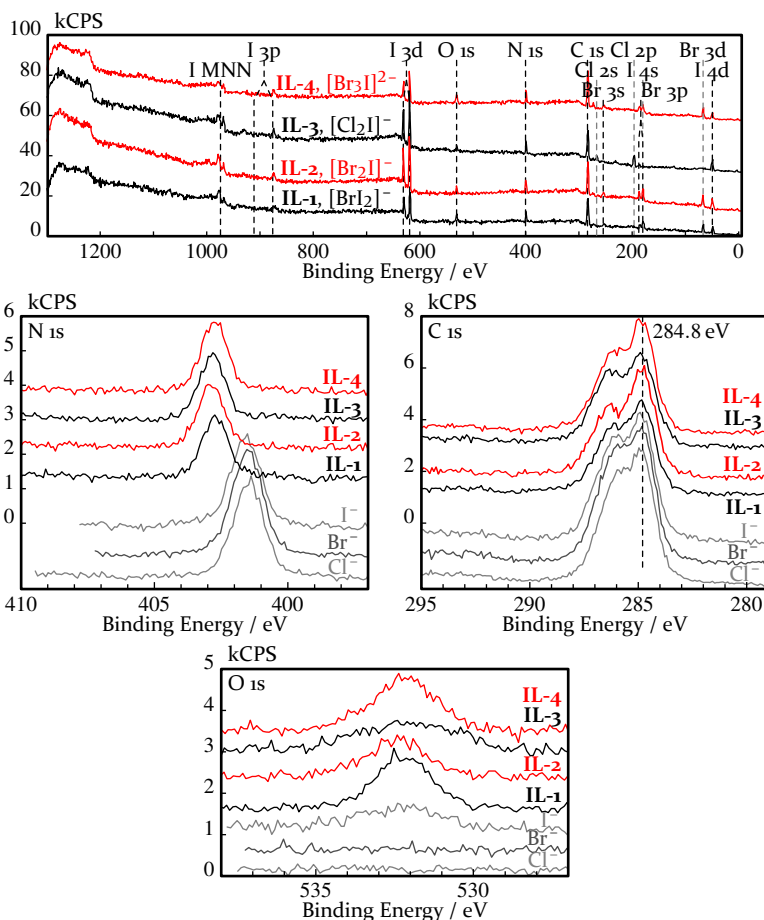 kCPS
100
80
60
40
20
0
I 3p
I 3d
O 1s
N 1s
C 1s
Cl 2p
Br 3d
I MNN
Cl 2s
I 4s
I 4d
Br 3s
Br 3p
IL-4, [Br₃I]²⁻
IL-3, [Cl₂I]⁻
IL-2, [Br₂I]⁻
IL-1, [BrI₂]⁻
1200
1000
800
600
400
200
0
Binding Energy / eV
kCPS
N 1s
6
5
4
3
2
1
0
IL-4
IL-3
IL-2
IL-1
I⁻
Br⁻
Cl⁻
410
405
400
Binding Energy / eV
kCPS
C 1s
284.8 eV
8
6
4
2
0
IL-4
IL-3
IL-2
IL-1
I⁻
Br⁻
Cl⁻
295
290
285
280
Binding Energy / eV
kCPS
O 1s
5
4
3
2
1
0
IL-4
IL-3
IL-2
IL-1
I⁻
Br⁻
Cl⁻
535
530
Binding Energy / eV